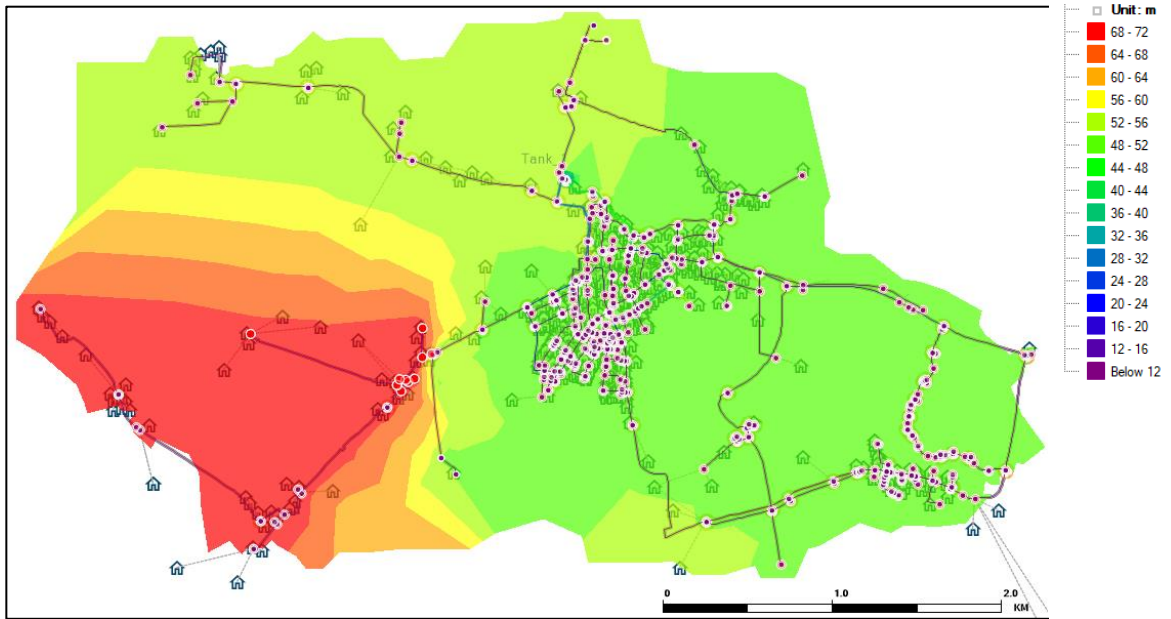 Unit: m
68 - 72
64 - 68
60 - 64
56 - 60
52 - 56
48 - 52
44 - 48
40 - 44
36 - 40
32 - 36
28 - 32
24 - 28
20 - 24
16 - 20
12 - 16
Below 12
Tank
0 1.0 2.0
KM